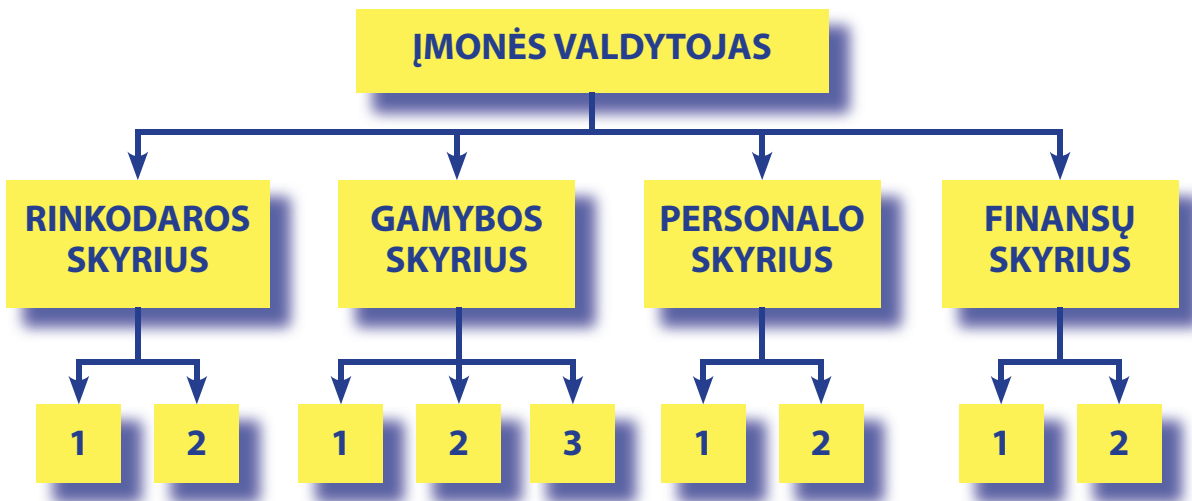 ĮMONĖS VALDYTOJAS
RINKODAROS
SKYRIUS
GAMYBOS
SKYRIUS
PERSONALO
SKYRIUS
FINANSŲ
SKYRIUS
1 2
1 2 3
1 2
1 2